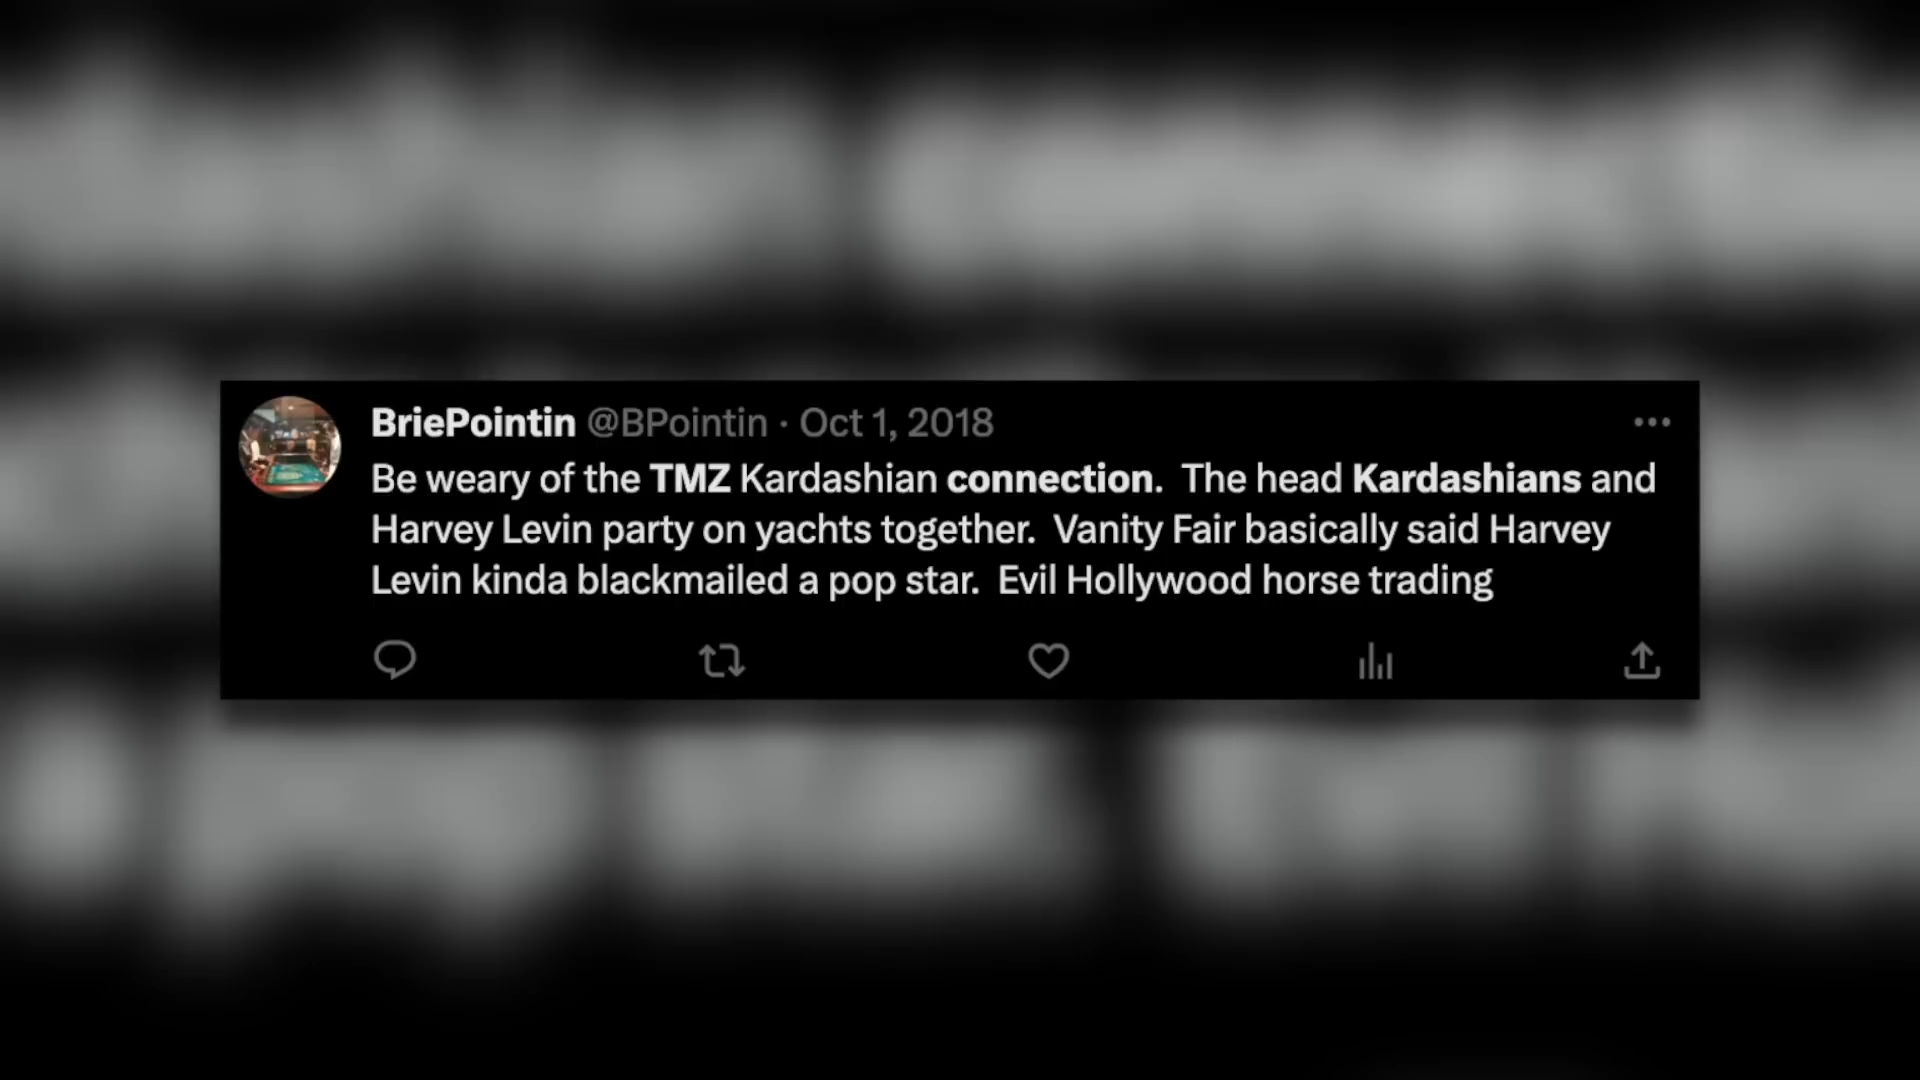 BriePointin @BPointin · Oct 1, 2018
Be weary of the TMZ Kardashian connection.  The head Kardashians and
Harvey Levin party on yachts together.  Vanity Fair basically said Harvey
Levin kinda blackmailed a pop star.  Evil Hollywood horse trading